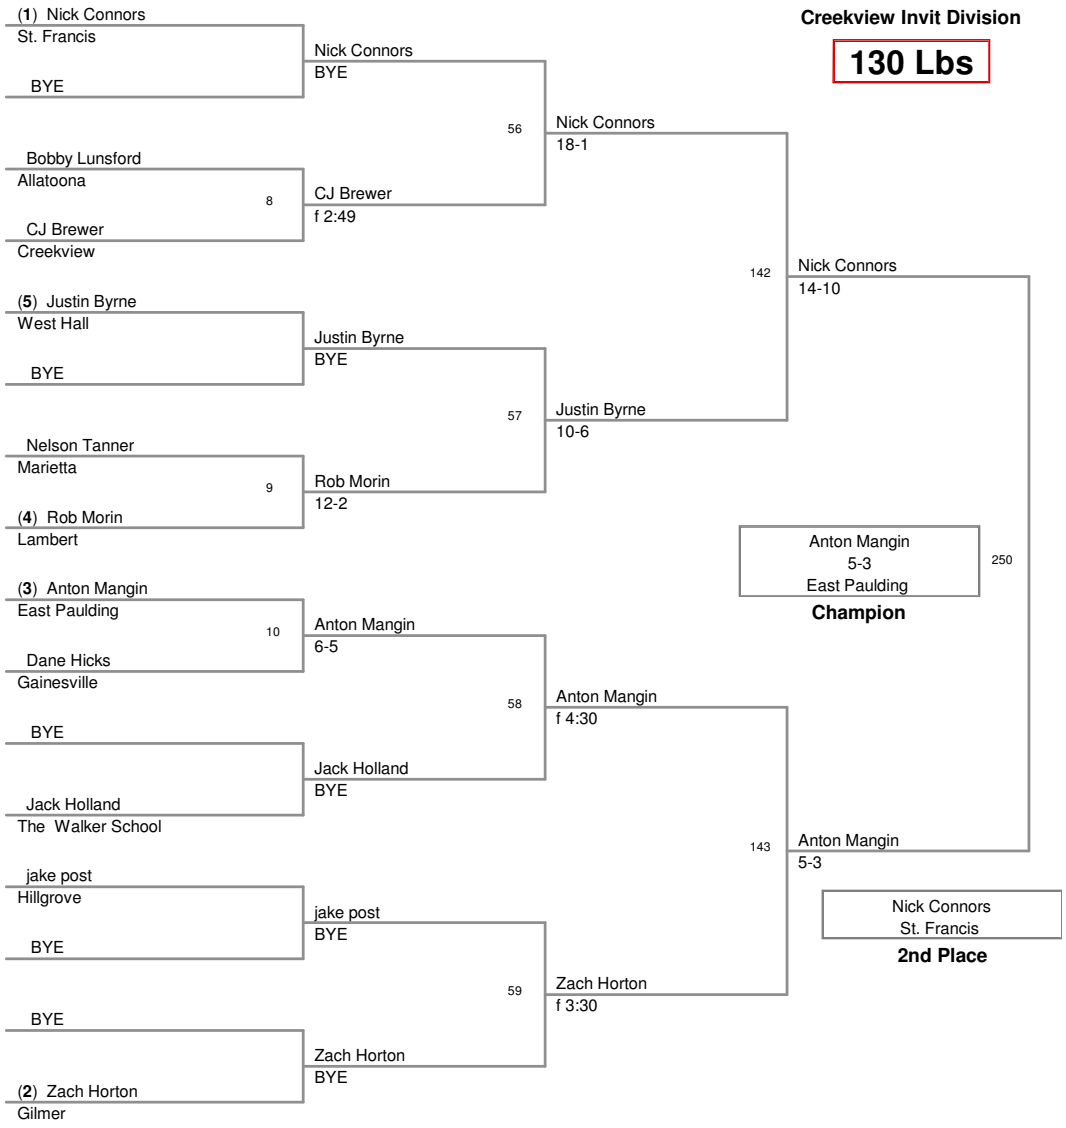 Creekview Invit Division
130 Lbs
(1) Nick Connors
St. Francis
BYE
Bobby Lunsford
Allatoona
8
CJ Brewer
Creekview
(5) Justin Byrne
West Hall
BYE
Nelson Tanner
Marietta
9
(4) Rob Morin
Lambert
(3) Anton Mangin
East Paulding
10
Dane Hicks
Gainesville
BYE
Jack Holland
The Walker School
jake post
Hillgrove
BYE
BYE
(2) Zach Horton
Gilmer
Nick Connors
BYE
56
CJ Brewer
f 2:49
Justin Byrne
BYE
57
Rob Morin
12-2
Anton Mangin
6-5
58
Jack Holland
BYE
jake post
BYE
59
Zach Horton
BYE
Nick Connors
18-1
142
Justin Byrne
10-6
Anton Mangin
f 4:30
143
Zach Horton
f 3:30
Nick Connors
14-10
250
Anton Mangin
5-3
Anton Mangin
5-3
East Paulding
Champion
Nick Connors
St. Francis
2nd Place